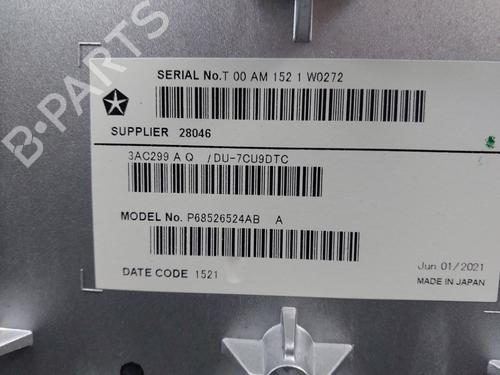 SERIAL No.T 00 AM 152 1 W0272
SUPPLIER 28046
3AC299 A Q /DU-7CU9DTC
MODEL No. P68526524AB A
Jun 01/2021
DATE CODE 1521
MADE IN JAPAN
B-PARTS